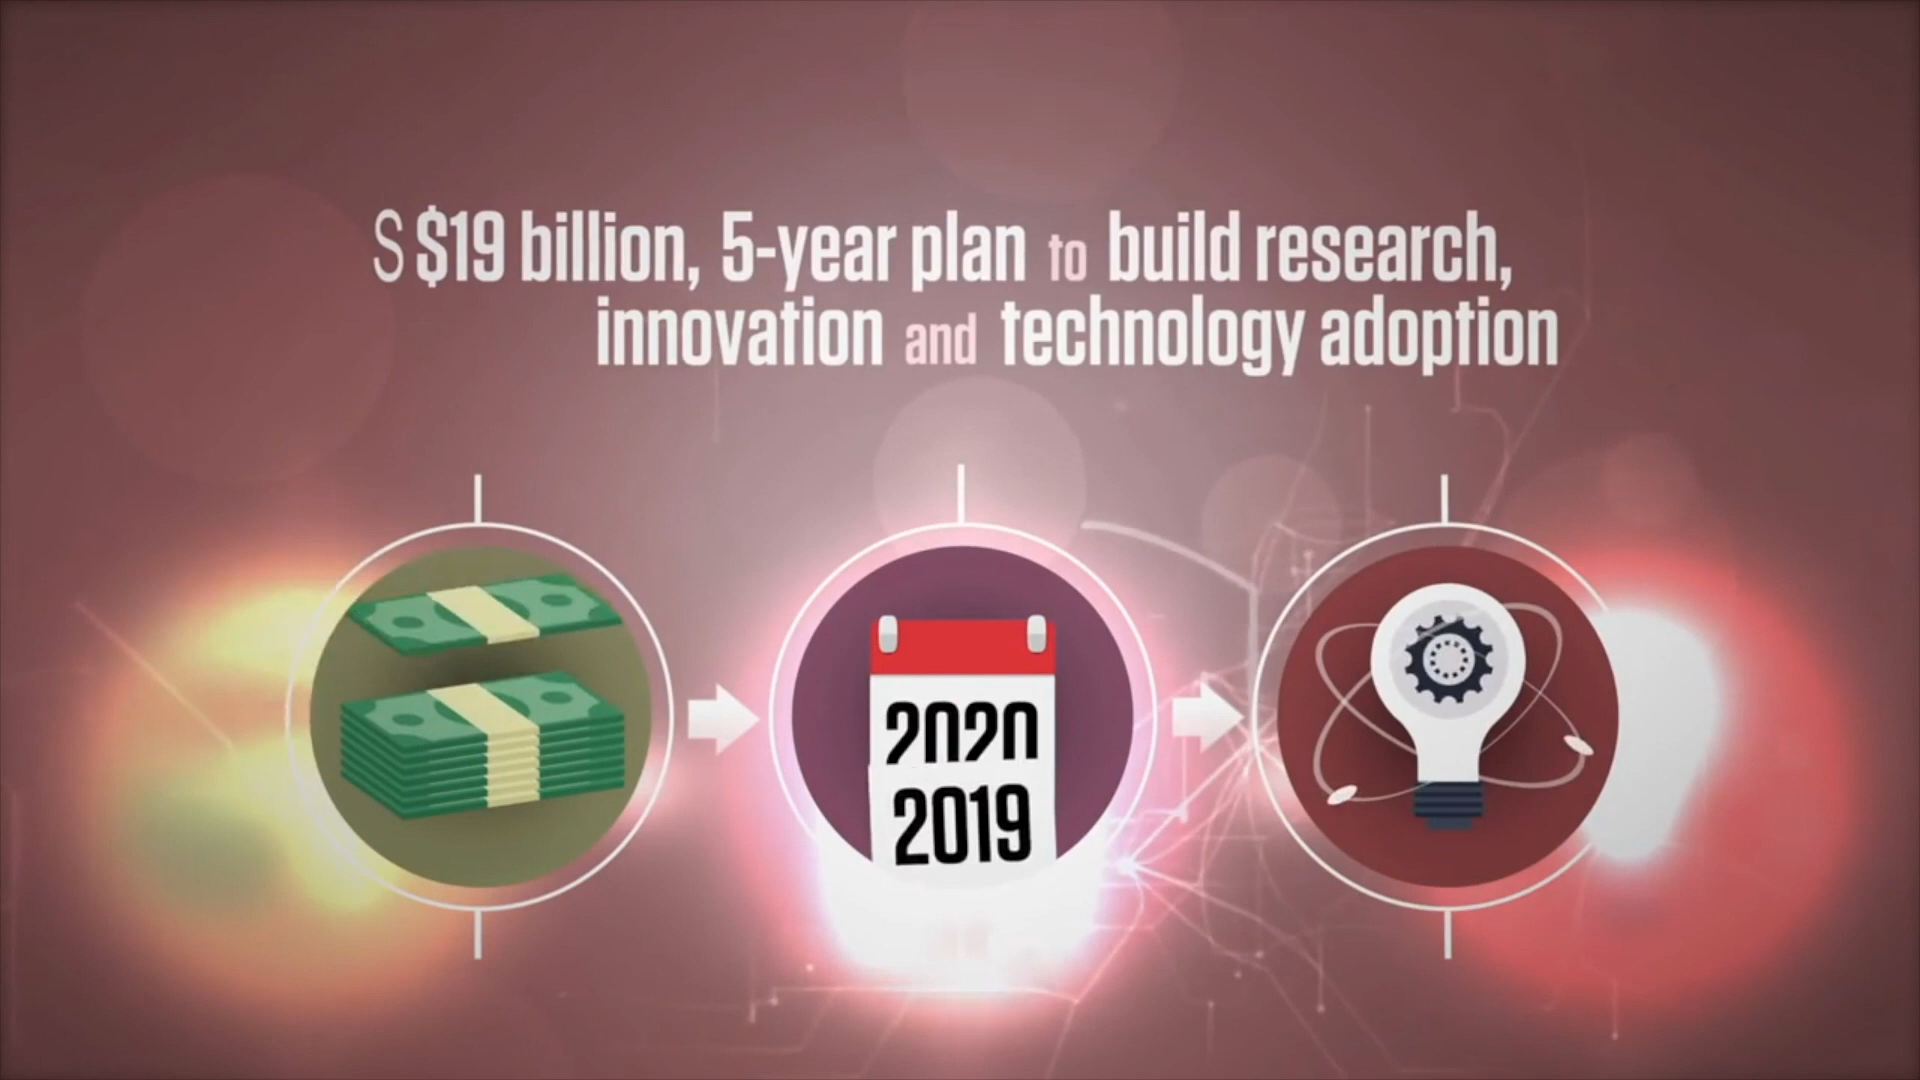 S $19 billion, 5-year plan to build research,
innovation and technology adoption
2020
2019